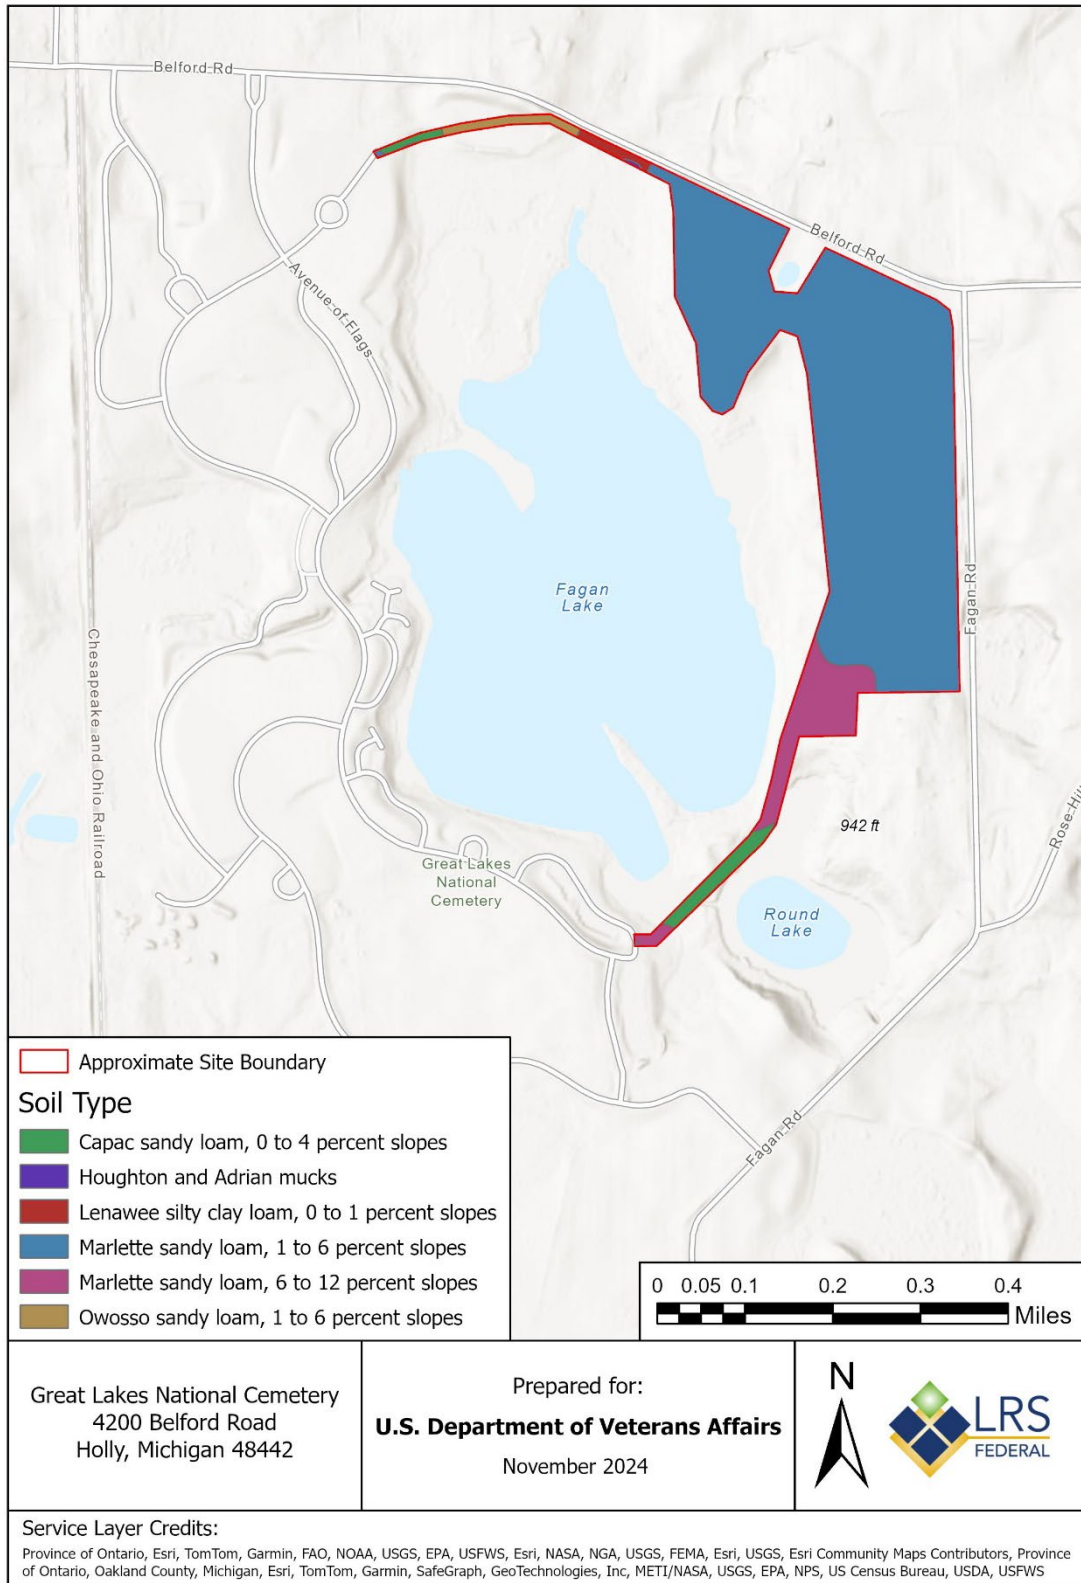 Belford Rd
Belford Rd
Avenue of Flags
Fagan
Lake
Fagan Rd
Chesapeake and Ohio Railroad
942 ft
Great Lakes
National
Cemetery
Round
Lake
Fagan Rd
Approximate Site Boundary
Soil Type
Capac sandy loam, 0 to 4 percent slopes
Houghton and Adrian mucks
Lenawee silty clay loam, 0 to 1 percent slopes
Marlette sandy loam, 1 to 6 percent slopes
Marlette sandy loam, 6 to 12 percent slopes
Owosso sandy loam, 1 to 6 percent slopes
0 0.05 0.1 0.2 0.3 0.4
Miles
Great Lakes National Cemetery
4200 Belford Road
Holly, Michigan 48442
Prepared for:
U.S. Department of Veterans Affairs
November 2024
N
LRS
FEDERAL
Service Layer Credits:
Province of Ontario, Esri, TomTom, Garmin, FAO, NOAA, USGS, EPA, USFWS, Esri, NASA, NGA, USGS, FEMA, Esri, USGS, Esri Community Maps Contributors, Province
of Ontario, Oakland County, Michigan, Esri, TomTom, Garmin, SafeGraph, GeoTechnologies, Inc, METI/NASA, USGS, EPA, NPS, US Census Bureau, USDA, USFWS